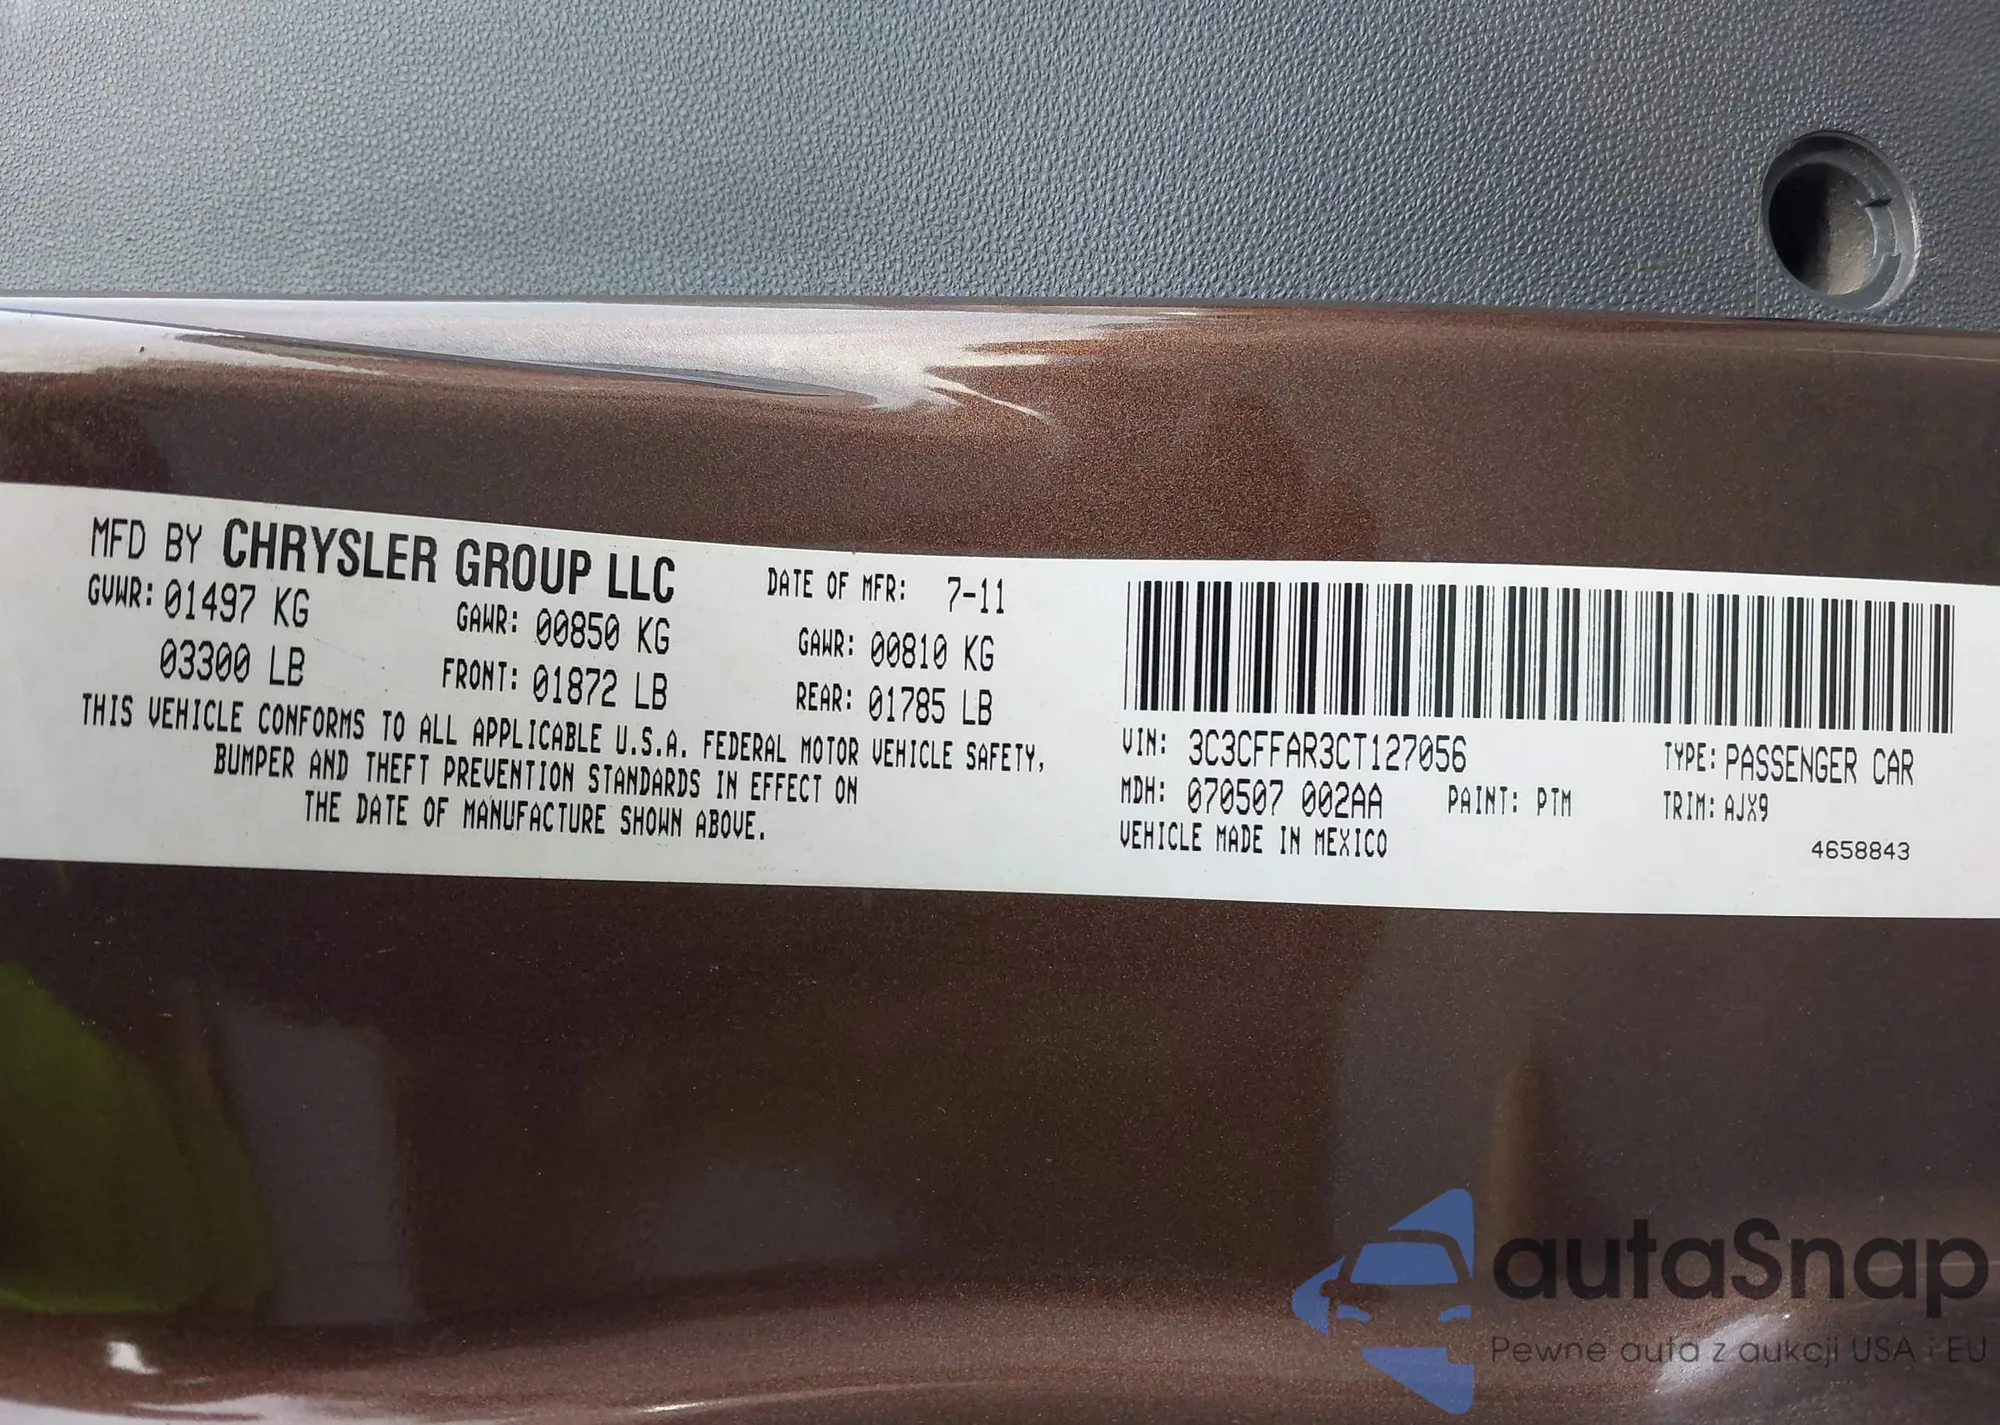 MFD BY CHRYSLER GROUP LLC DATE OF MFR: 7-11
GVWR: 01497 KG GAWR: 00850 KG GAWR: 00810 KG
03300 LB FRONT: 01872 LB REAR: 01785 LB
THIS VEHICLE CONFORMS TO ALL APPLICABLE U.S.A. FEDERAL MOTOR VEHICLE SAFETY,
BUMPER AND THEFT PREVENTION STANDARDS IN EFFECT ON
THE DATE OF MANUFACTURE SHOWN ABOVE.
VIN: 3C3CFFAR3CT127056 TYPE: PASSENGER CAR
MDH: 070507 002AA PAINT: PTM TRIM: AJX9
VEHICLE MADE IN MEXICO 4658843
autaSnap
Pewne auta z aukcji USA i EU